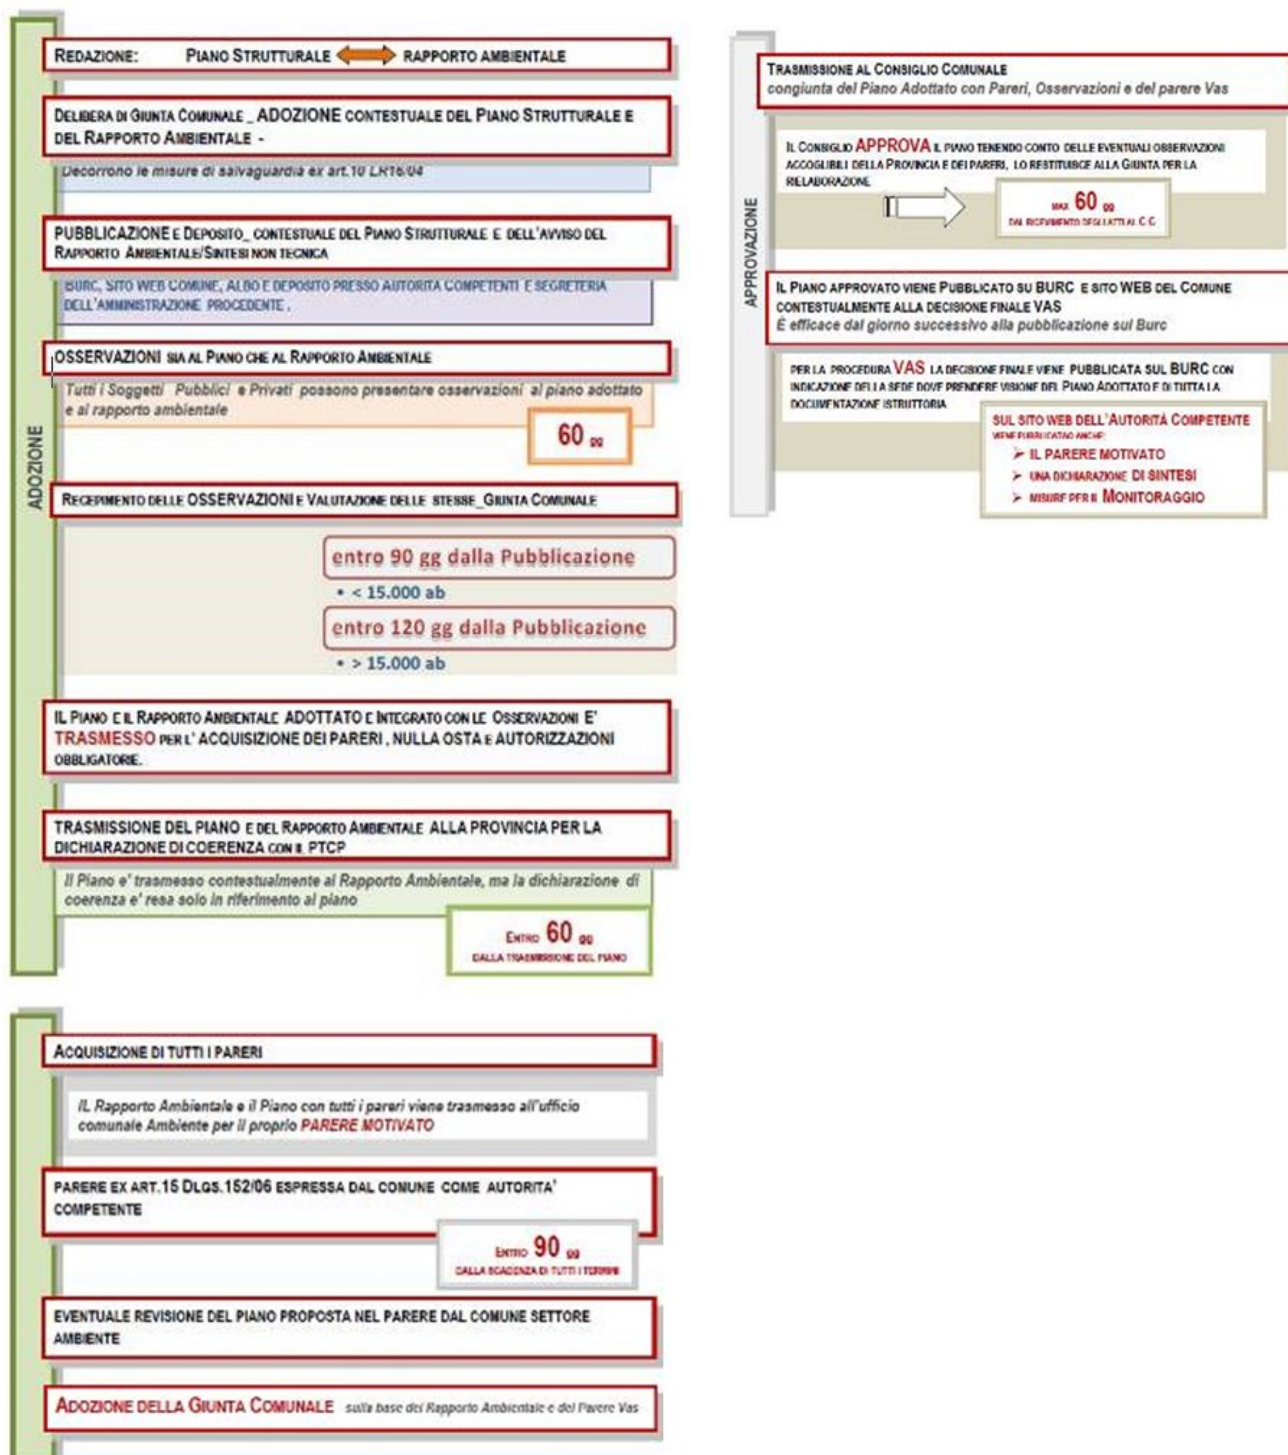 ADOZIONE
REDAZIONE: PIANO STRUTTURALE RAPPORTO AMBIENTALE
DELIBERA DI GIUNTA COMUNALE _ ADOZIONE CONTESTUALE DEL PIANO STRUTTURALE E
DEL RAPPORTO AMBIENTALE -
Decorrono le misure di salvaguardia ex art.10 LR16/04
PUBBLICAZIONE E DEPOSITO_ CONTESTUALE DEL PIANO STRUTTURALE E DELL'AVVISO DEL
RAPPORTO AMBIENTALE/SINTESI NON TECNICA
BURC, SITO WEB COMUNE, ALBO E DEPOSITO PRESSO AUTORITÀ COMPETENTI E SEGRETERIA
DELL'AMMINISTRAZIONE PROCEDENTE .
OSSERVAZIONI SIA AL PIANO CHE AL RAPPORTO AMBIENTALE
Tutti i Soggetti Pubblici e Privati possono presentare osservazioni al piano adottato
e al rapporto ambientale
60 gg
RECEPIMENTO DELLE OSSERVAZIONI E VALUTAZIONE DELLE STESSE_GIUNTA COMUNALE
entro 90 gg dalla Pubblicazione
• < 15.000 ab
entro 120 gg dalla Pubblicazione
• > 15.000 ab
IL PIANO E IL RAPPORTO AMBIENTALE ADOTTATO E INTEGRATO CON LE OSSERVAZIONI E'
TRASMESSO PER L' ACQUISIZIONE DEI PARERI , NULLA OSTA E AUTORIZZAZIONI
OBBLIGATORIE.
TRASMISSIONE DEL PIANO E DEL RAPPORTO AMBIENTALE ALLA PROVINCIA PER LA
DICHIARAZIONE DI COERENZA CON IL PTCP
Il Piano e' trasmesso contestualmente al Rapporto Ambientale, ma la dichiarazione di
coerenza e' resa solo in riferimento al piano
ENTRO 60 gg
DALLA TRASMISSIONE DEL PIANO
ACQUISIZIONE DI TUTTI I PARERI
IL Rapporto Ambientale e il Piano con tutti i pareri viene trasmesso all'ufficio
comunale Ambiente per il proprio PARERE MOTIVATO
PARERE EX ART.15 DLGS.152/06 ESPRESSA DAL COMUNE COME AUTORITA'
COMPETENTE
ENTRO 90 gg
DALLA SCADENZA DI TUTTI I TERMINI
EVENTUALE REVISIONE DEL PIANO PROPOSTA NEL PARERE DAL COMUNE SETTORE
AMBIENTE
ADOZIONE DELLA GIUNTA COMUNALE sulla base del Rapporto Ambientale e del Parere Vas
APPROVAZIONE
TRASMISSIONE AL CONSIGLIO COMUNALE
congiunta del Piano Adottato con Pareri, Osservazioni e del parere Vas
IL CONSIGLIO APPROVA IL PIANO TENENDO CONTO DELLE EVENTUALI OSSERVAZIONI
ACCOGLIBILI DELLA PROVINCIA E DEI PARERI, LO RESTITUISCE ALLA GIUNTA PER LA
RIELABORAZIONE
MAX 60 gg
DAL RICEVIMENTO DEGLI ATTI AL C.C
IL PIANO APPROVATO VIENE PUBBLICATO SU BURC E SITO WEB DEL COMUNE
CONTESTUALMENTE ALLA DECISIONE FINALE VAS
È efficace dal giorno successivo alla pubblicazione sul Burc
PER LA PROCEDURA VAS LA DECISIONE FINALE VIENE PUBBLICATA SUL BURC CON
INDICAZIONE DELLA SEDE DOVE PRENDERE VISIONE DEL PIANO ADOTTATO E DI TUTTA LA
DOCUMENTAZIONE ISTRUTTORIA
SUL SITO WEB DELL'AUTORITÀ COMPETENTE
VIENE PUBBLICATAO ANCHE:
➢ IL PARERE MOTIVATO
➢ UNA DICHIARAZIONE DI SINTESI
➢ MISURE PER IL MONITORAGGIO